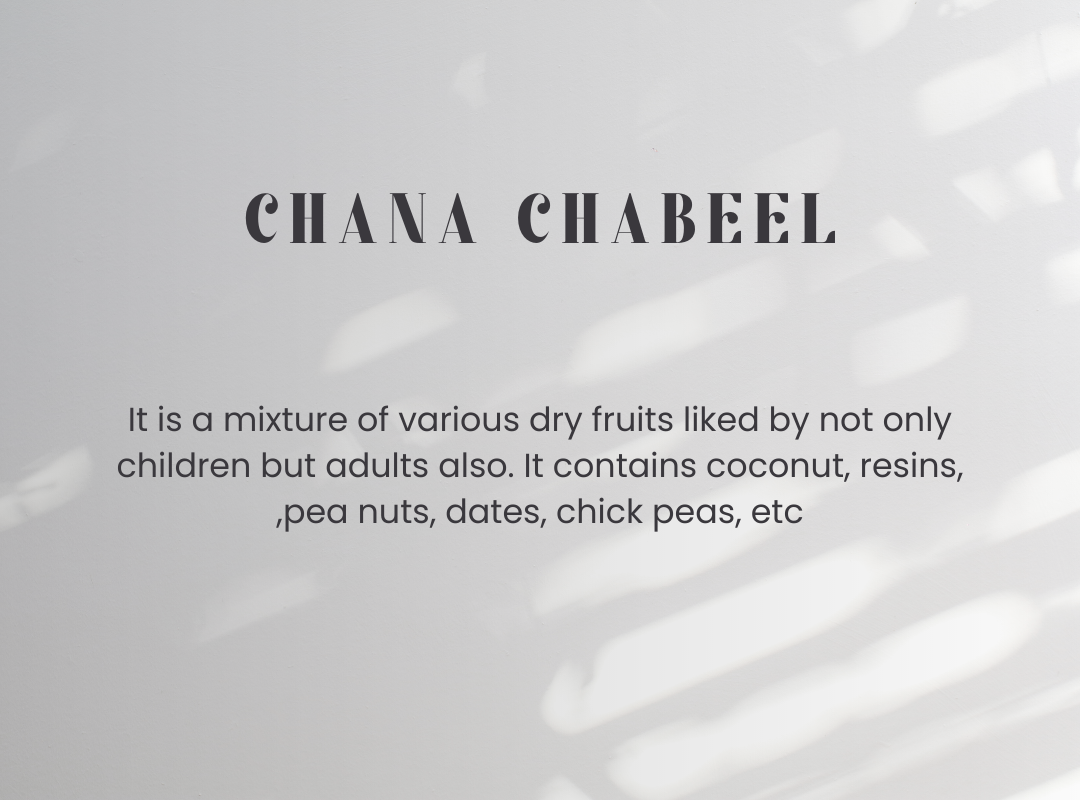 CHANA CHABEEL
It is a mixture of various dry fruits liked by not only
children but adults also. It contains coconut, resins,
,pea nuts, dates, chick peas, etc